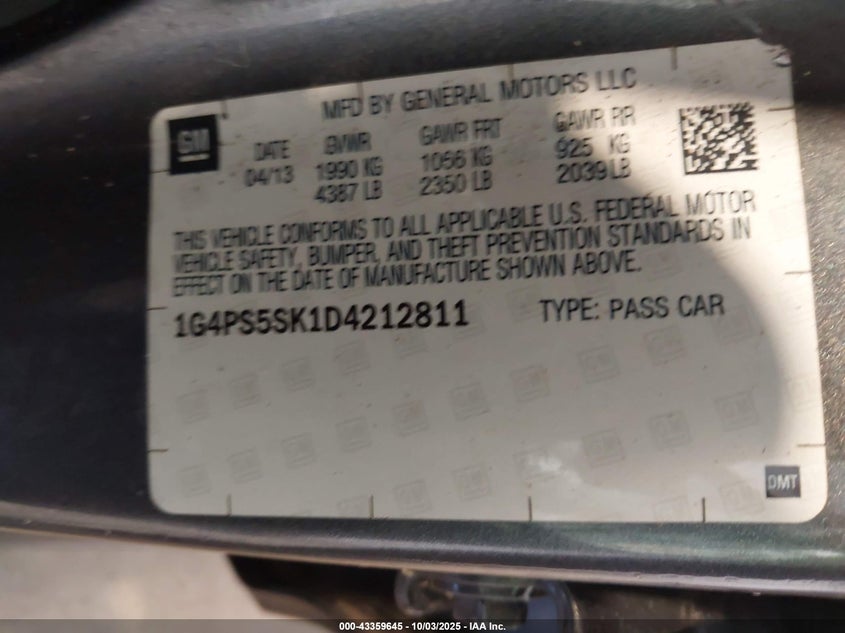 MFD BY GENERAL MOTORS LLC
GM
DATE GVWR GAWR FRT GAWR RR
04/13 1990 KG 1056 KG 925 KG
4387 LB 2350 LB 2039 LB
THIS VEHICLE CONFORMS TO ALL APPLICABLE U.S. FEDERAL MOTOR
VEHICLE SAFETY, BUMPER, AND THEFT PREVENTION STANDARDS IN
EFFECT ON THE DATE OF MANUFACTURE SHOWN ABOVE.
1G4PS5SK1D4212811 TYPE: PASS CAR
DMT
000-43359645 - 10/03/2025 - IAA Inc.